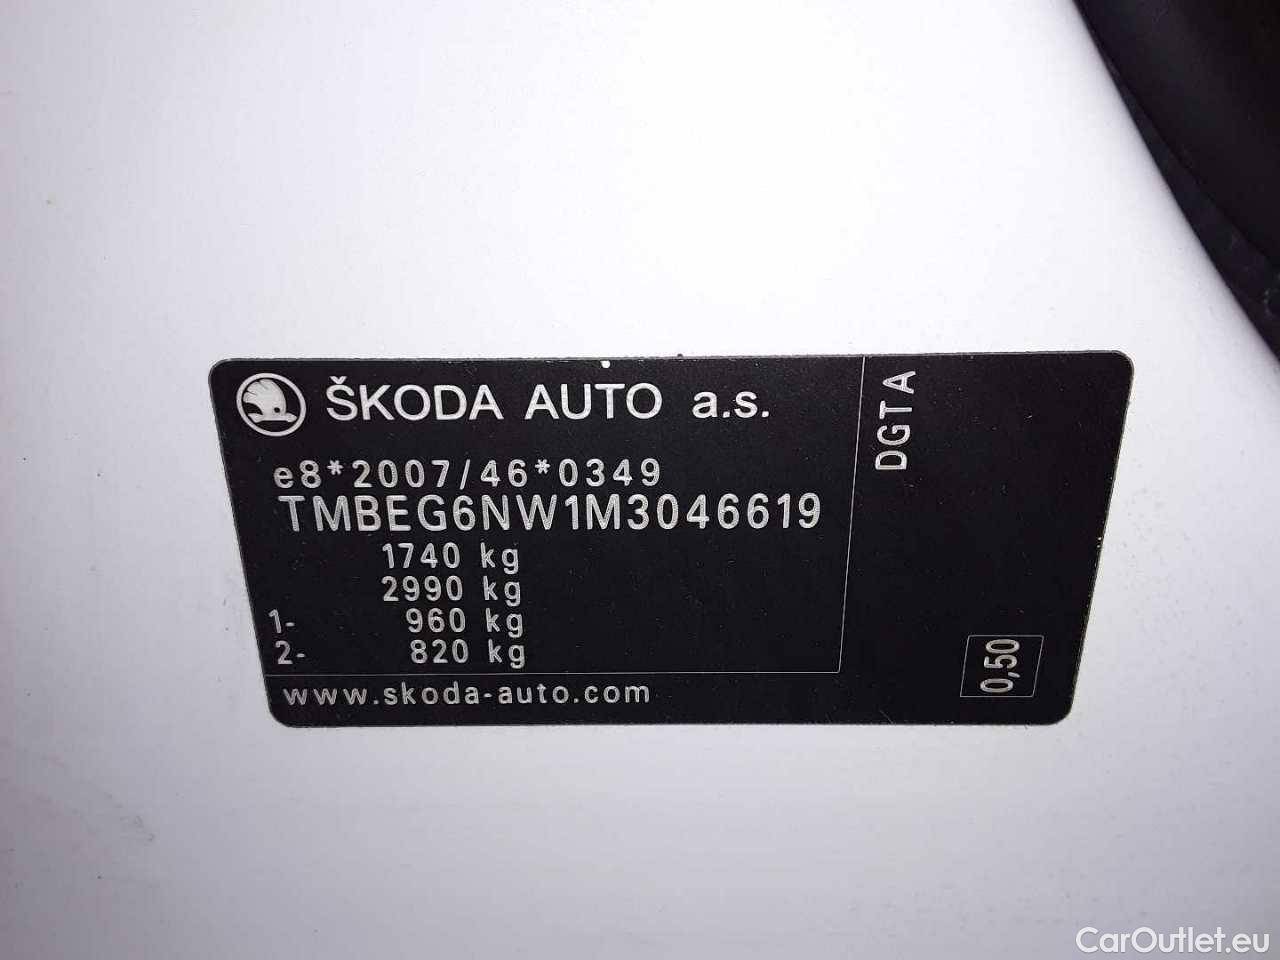 ŠKODA AUTO a.s.
e8*2007/46*0349
TMBEG6NW1M3046619
1740 kg
2990 kg
1- 960 kg
2- 820 kg
www.skoda-auto.com
DGTA
0,50
CarOutlet.eu